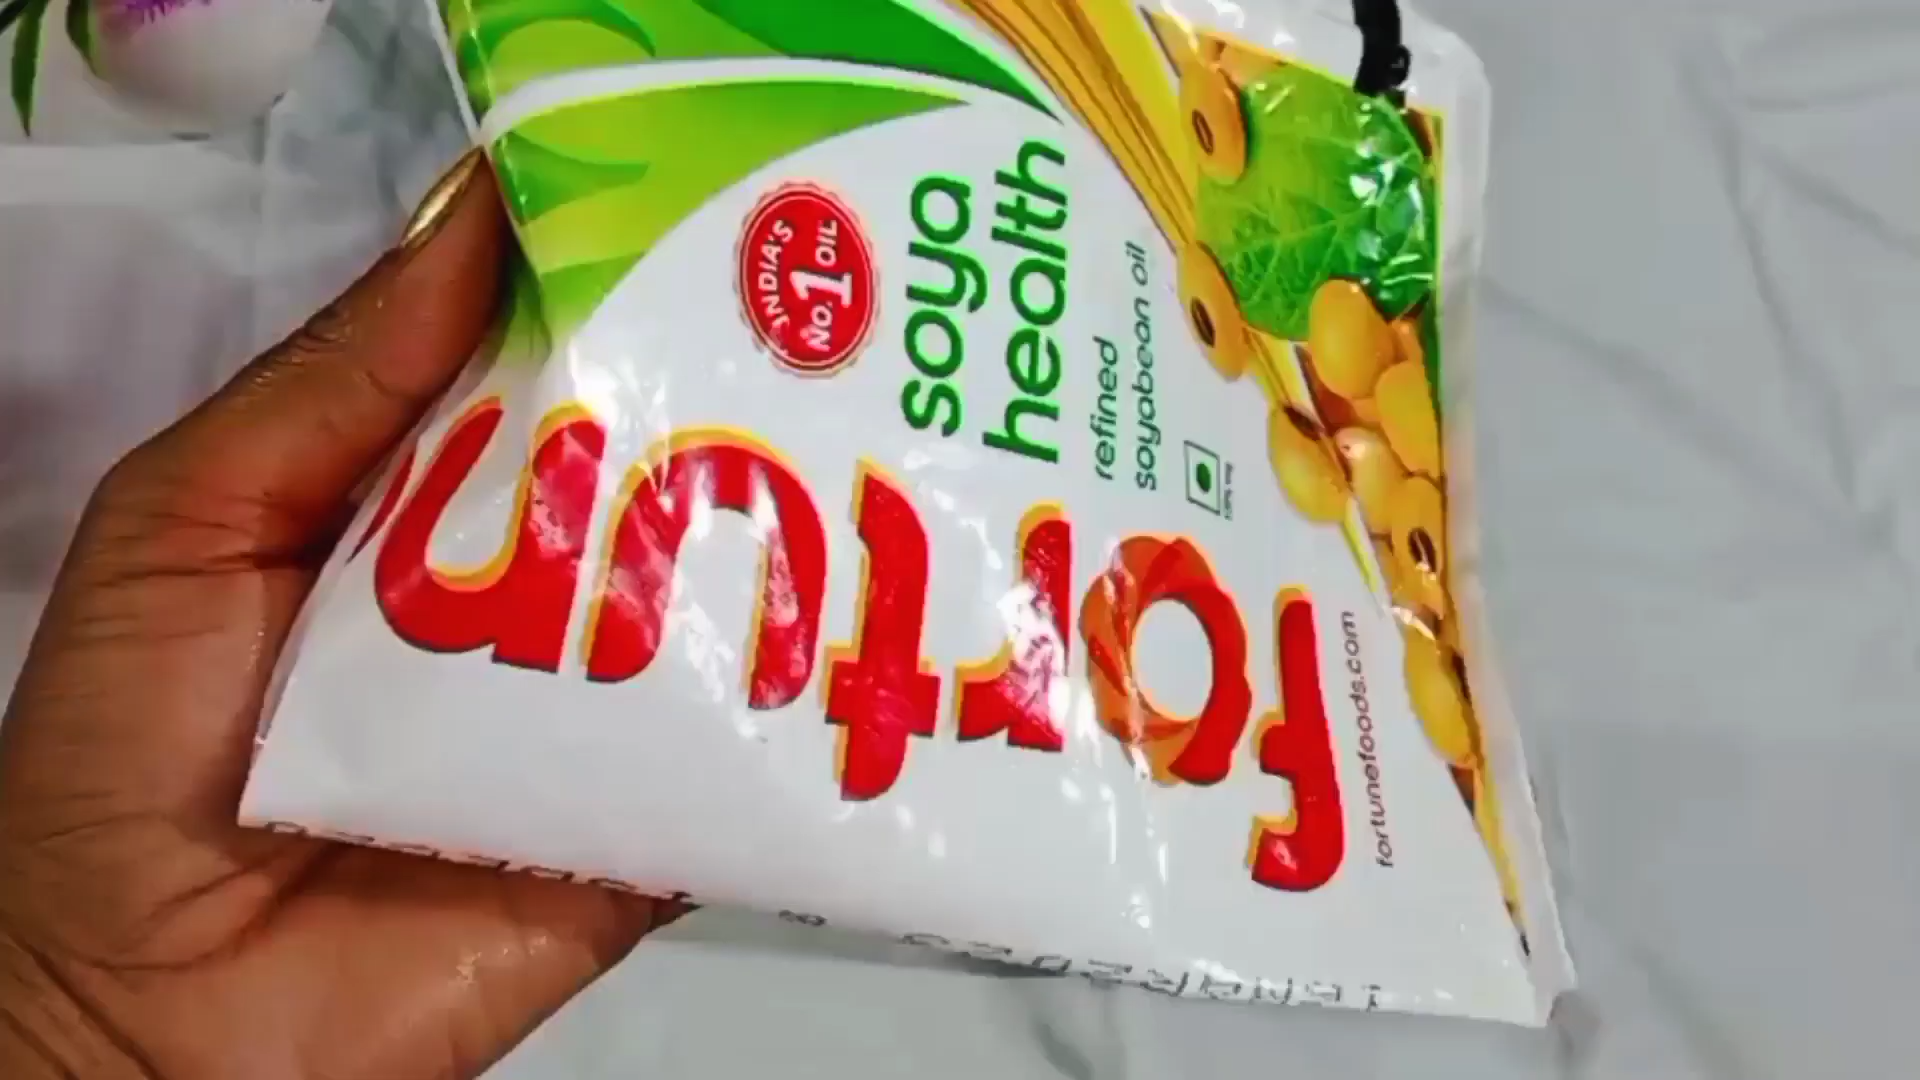 fortun
soya
health
refined
soyabean oil
INDIA'S
NO.1 OIL
fortunefoods.com